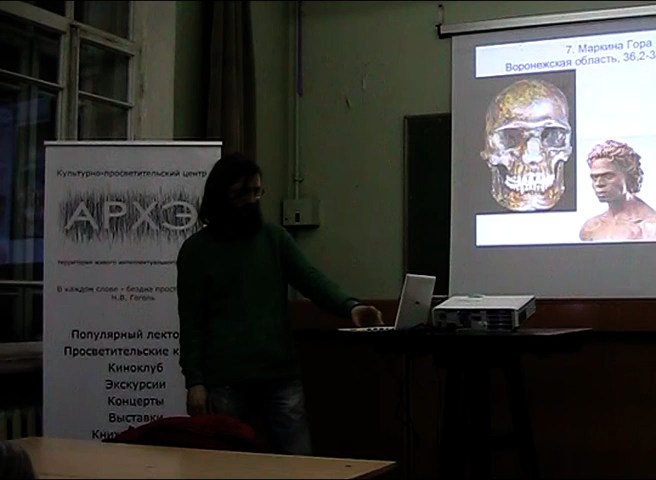 Культурно-просветительский центр
АРХЭ
территория живого интеллектуального
В каждом слове - бездна прост
Н.В. Гоголь
Популярный лекто
Просветительские к
Киноклуб
Экскурсии
Концерты
Выставки
Кни
7. Маркина Гора
Воронежская область, 36,2-3